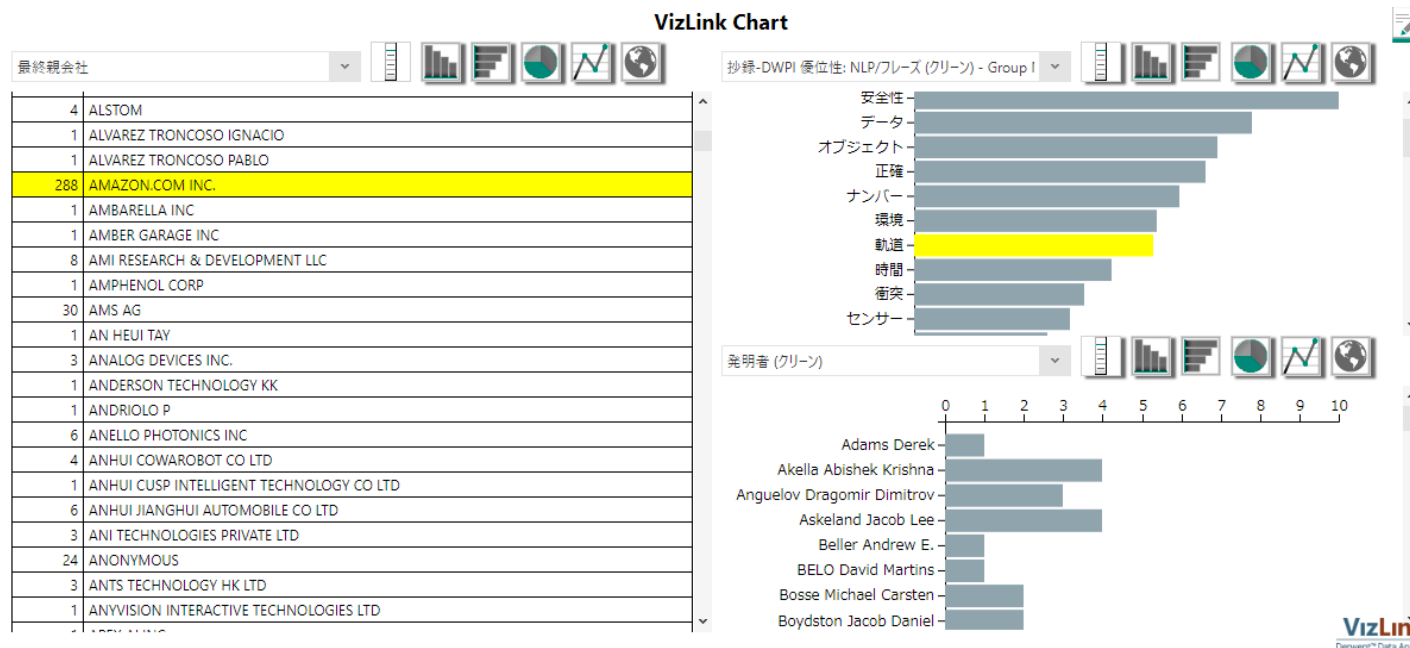 VizLink Chart
最終親会社
4 ALSTOM
1 ALVAREZ TRONCOSO IGNACIO
1 ALVAREZ TRONCOSO PABLO
288 AMAZON.COM INC.
1 AMBARELLA INC
1 AMBER GARAGE INC
8 AMI RESEARCH & DEVELOPMENT LLC
1 AMPHENOL CORP
30 AMS AG
1 AN HEUI TAY
3 ANALOG DEVICES INC.
1 ANDERSON TECHNOLOGY KK
1 ANDRIOLO P
6 ANELLO PHOTONICS INC
4 ANHUI COWAROBOT CO LTD
1 ANHUI CUSP INTELLIGENT TECHNOLOGY CO LTD
6 ANHUI JIANGHUI AUTOMOBILE CO LTD
3 ANI TECHNOLOGIES PRIVATE LTD
24 ANONYMOUS
3 ANTS TECHNOLOGY HK LTD
1 ANYVISION INTERACTIVE TECHNOLOGIES LTD
抄録-DWPI 優位性: NLP/フレーズ (クリーン) - Group
安全性
データ
オブジェクト
正確
ナンバー
環境
軌道
時間
衝突
センサー
発明者 (クリーン)
0 1 2 3 4 5 6 7 8 9 10
Adams Derek
Akella Abishek Krishna
Anguelov Dragomir Dimitrov
Askeland Jacob Lee
Beller Andrew E.
BELO David Martins
Bosse Michael Carsten
Boydston Jacob Daniel
VizLin